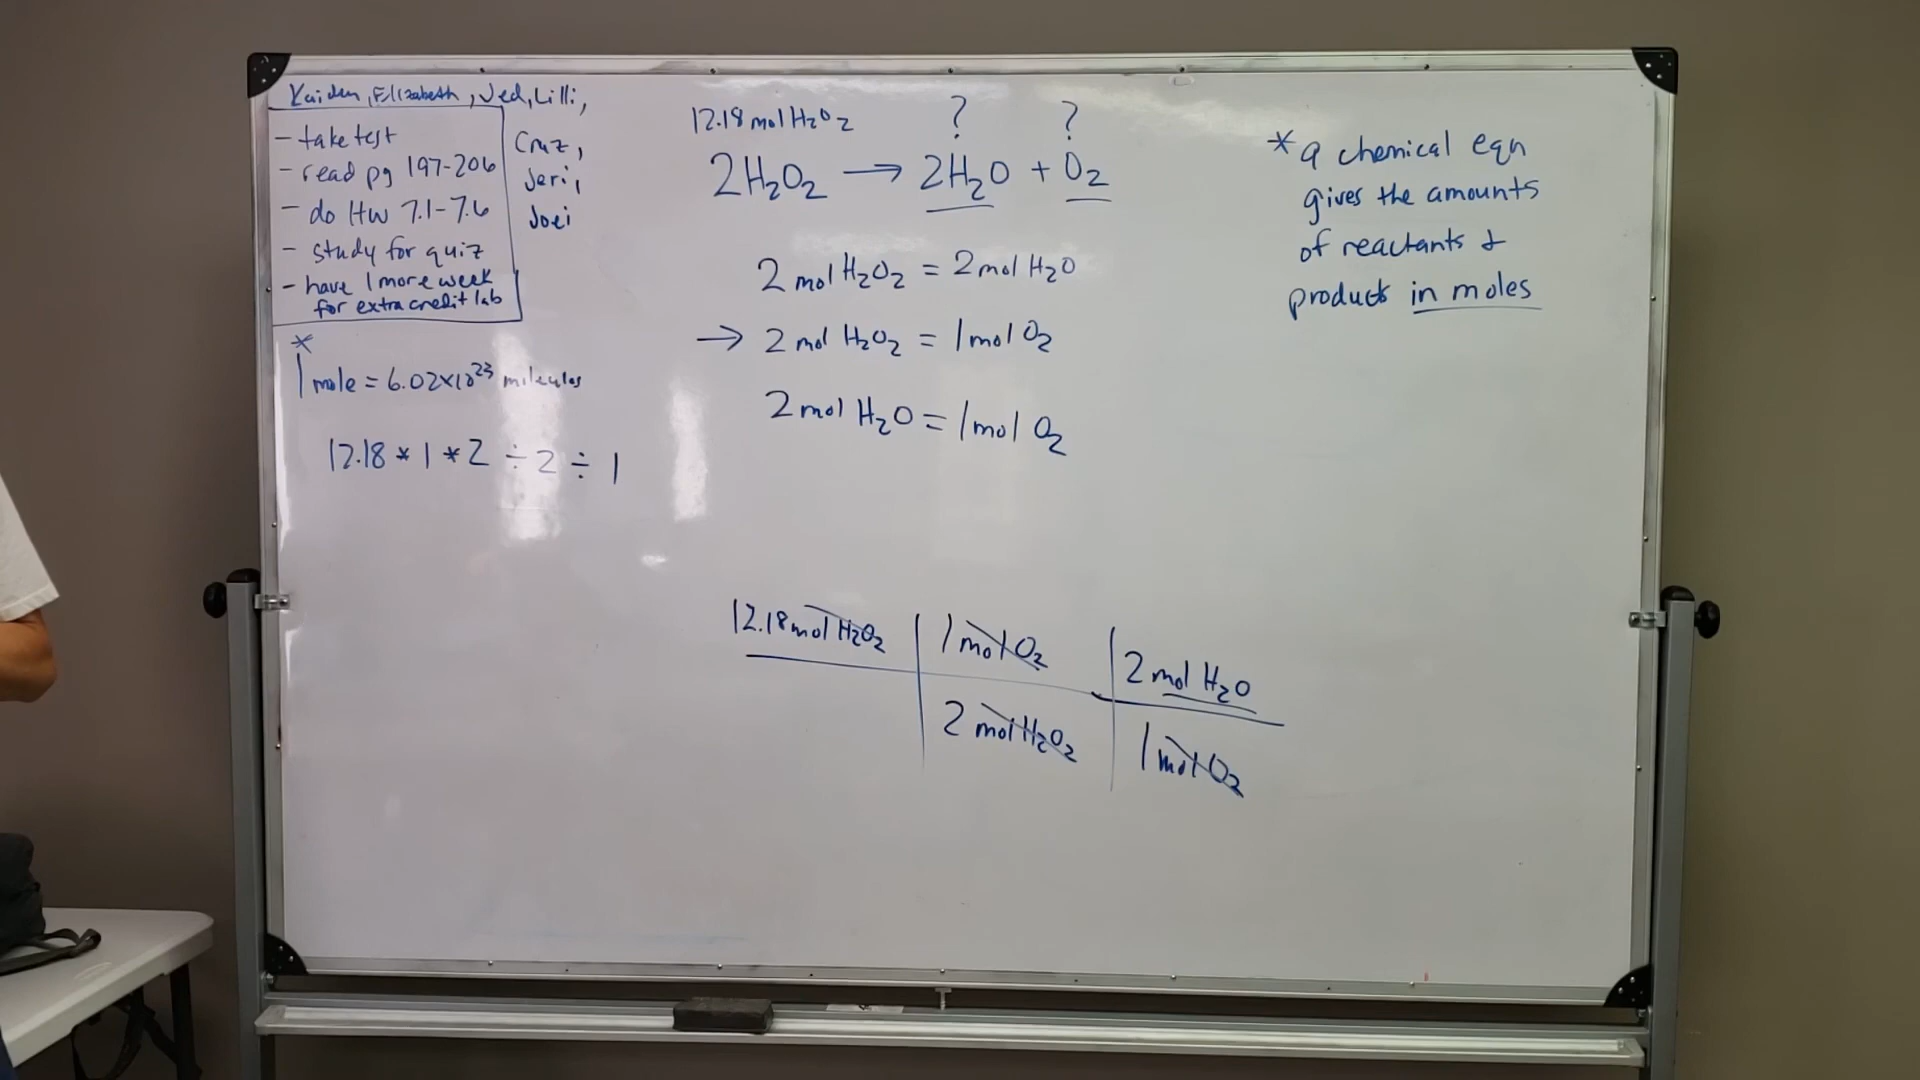 Kaiden, Elizabeth, Jed, Lilli,
Cruz,
Jeri,
Joei
- take test
- read pg 197-206
- do HW 7.1-7.6
- study for quiz
- have 1 more week
for extra credit lab
*
1 mole = 6.02x10²³ molecules
12.18 * 1 * 2 ÷ 2 ÷ 1
12.18 mol H₂O₂ ? ?
2H₂O₂ → 2H₂O + O₂
2 mol H₂O₂ = 2 mol H₂O
→ 2 mol H₂O₂ = 1 mol O₂
2 mol H₂O = 1 mol O₂
12.18 mol H₂O₂ | 1 mol O₂ | 2 mol H₂O
2 mol H₂O₂ | 1 mol O₂
* a chemical eqn
gives the amounts
of reactants &
products in moles